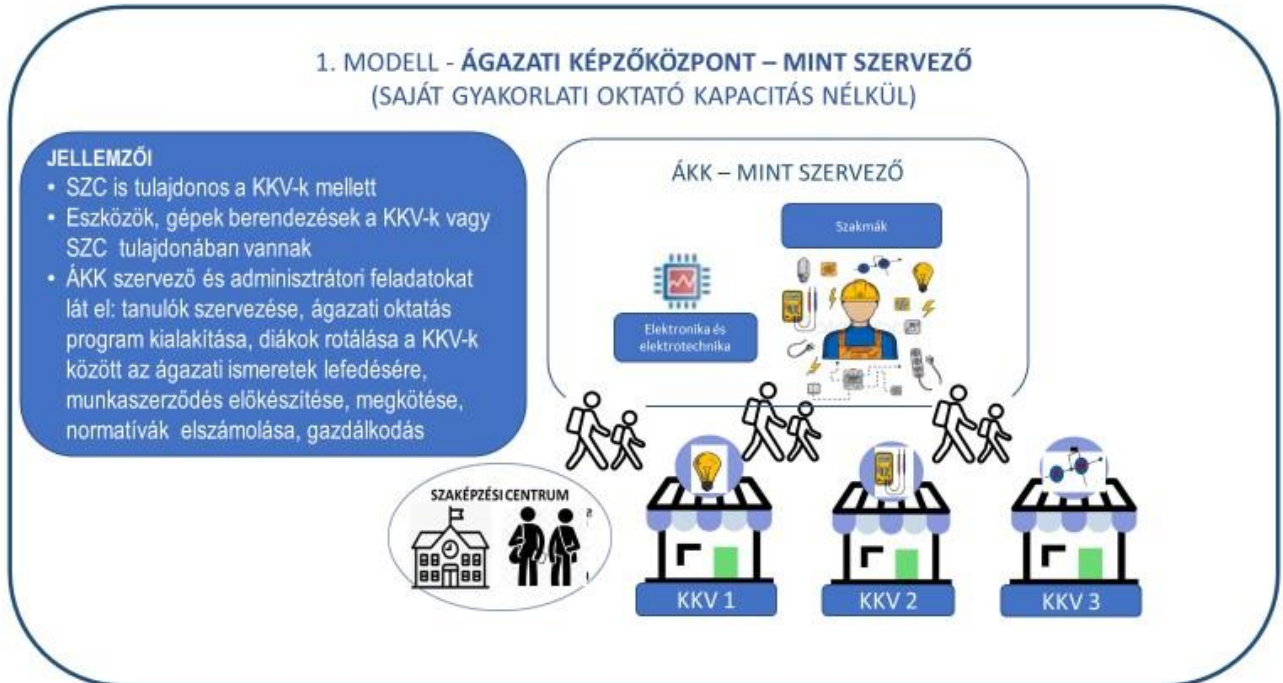 1. MODELL - ÁGAZATI KÉPZŐKÖZPONT – MINT SZERVEZŐ
(SAJÁT GYAKORLATI OKTATÓ KAPACITÁS NÉLKÜL)
JELLEMZŐI
• SZC is tulajdonos a KKV-k mellett
• Eszközök, gépek berendezések a KKV-k vagy
SZC tulajdonában vannak
• ÁKK szervező és adminisztrátori feladatokat
lát el: tanulók szervezése, ágazati oktatás
program kialakítása, diákok rotálása a KKV-k
között az ágazati ismeretek lefedésére,
munkaszerződés előkészítése, megkötése,
normatívák elszámolása, gazdálkodás
ÁKK – MINT SZERVEZŐ
Szakmák
Elektronika és
elektrotechnika
SZAKÉPZÉSI CENTRUM
KKV 1
KKV 2
KKV 3